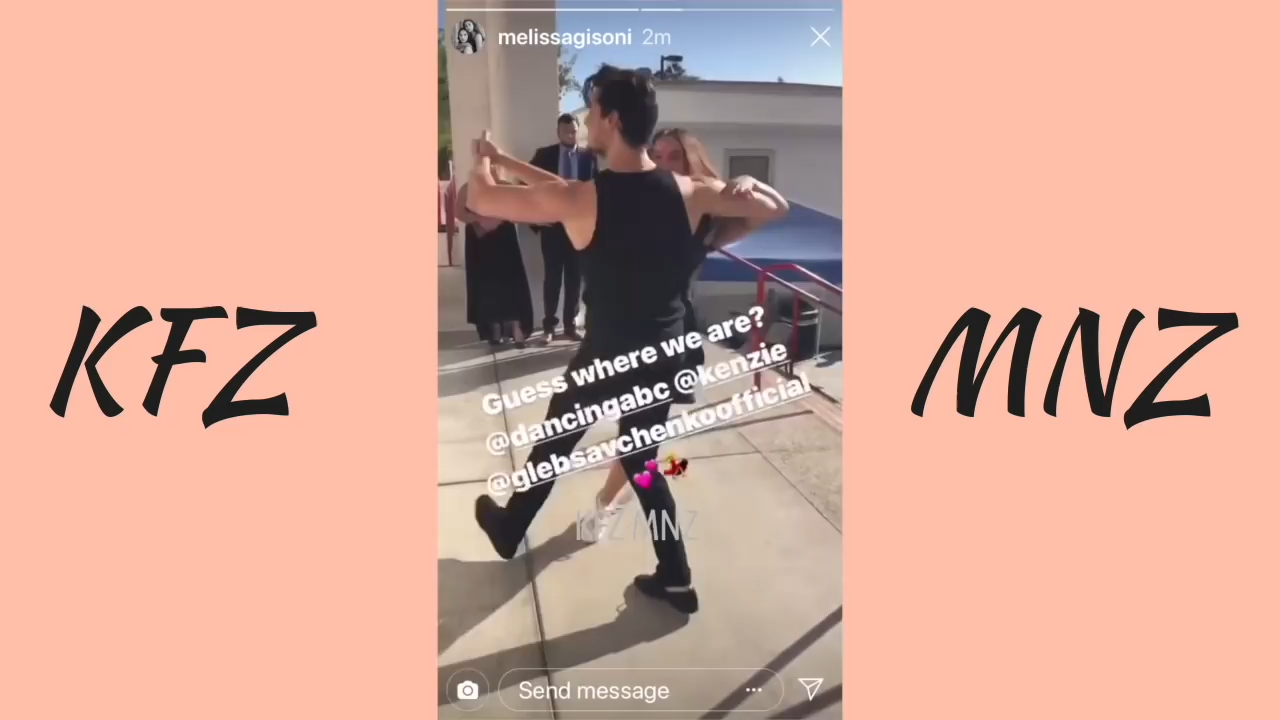 melissagisoni 2m
KFZ
MNZ
Guess where we are?
@dancingabc @kenzie
@glebsavchenkoofficial
KFZ MNZ
Send message